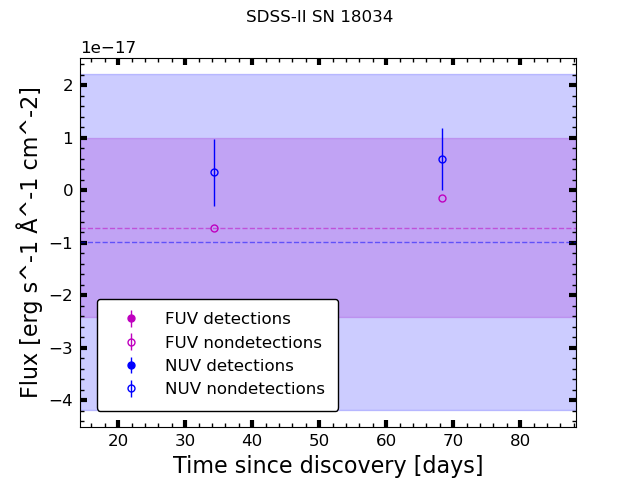 SDSS-II SN 18034
1e−17
2
1
0
−1
−2
−3
−4
Flux [erg s^-1 Å^-1 cm^-2]
FUV detections
FUV nondetections
NUV detections
NUV nondetections
20 30 40 50 60 70 80
Time since discovery [days]